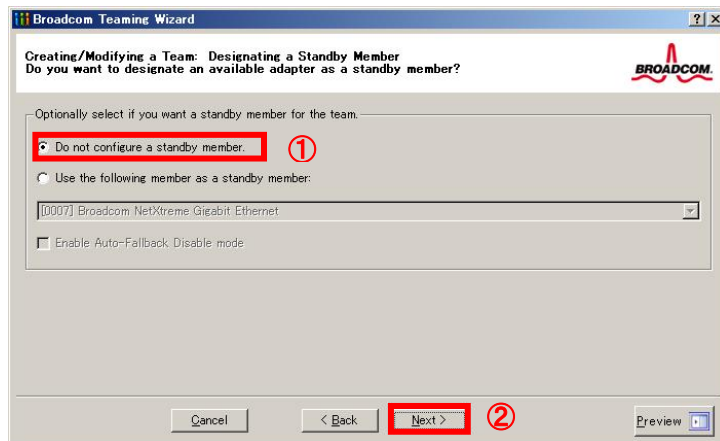 Broadcom Teaming Wizard
Creating/Modifying a Team: Designating a Standby Member
Do you want to designate an available adapter as a standby member?
BROADCOM.
Optionally select if you want a standby member for the team.
Do not configure a standby member.
①
Use the following member as a standby member:
[0007] Broadcom NetXtreme Gigabit Ethernet
Enable Auto-Fallback Disable mode
Cancel
< Back
Next >
②
Preview